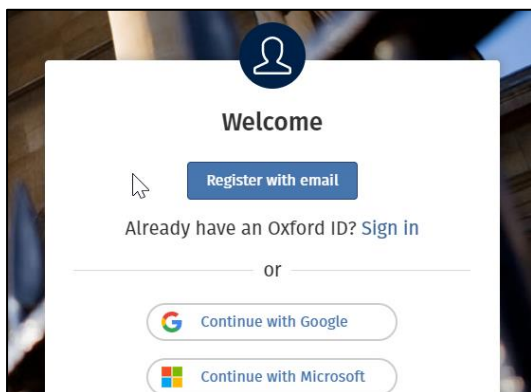 Welcome
Register with email
Already have an Oxford ID? Sign in
or
Continue with Google
Continue with Microsoft